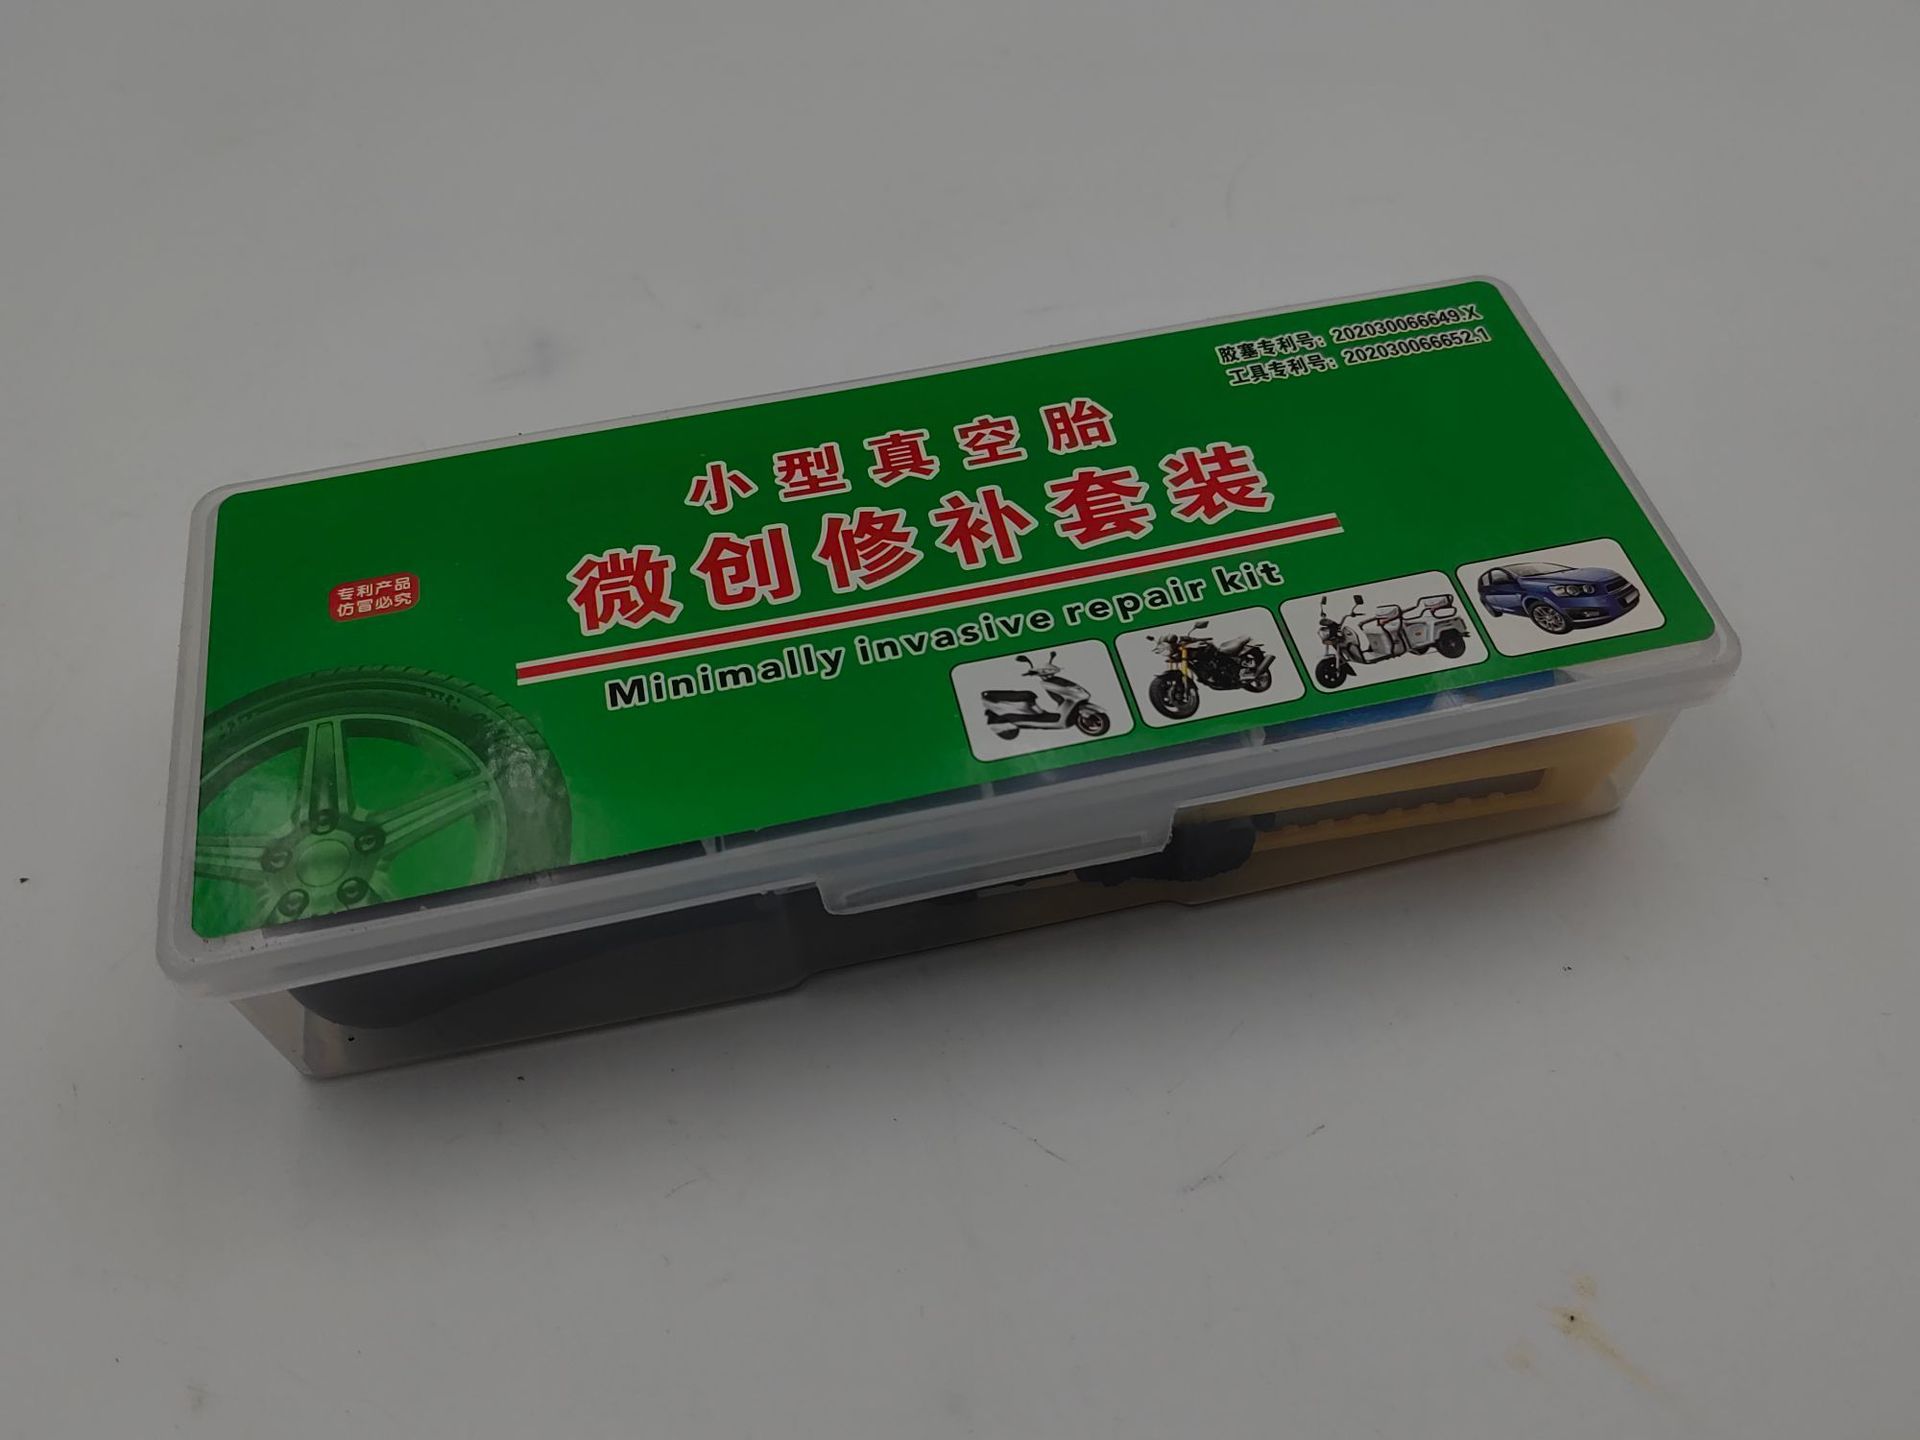 胶塞专利号：202030066649.X
工具专利号：202030066652.1
小型真空胎
微创修补套装
Minimally invasive repair kit
专利产品
仿冒必究